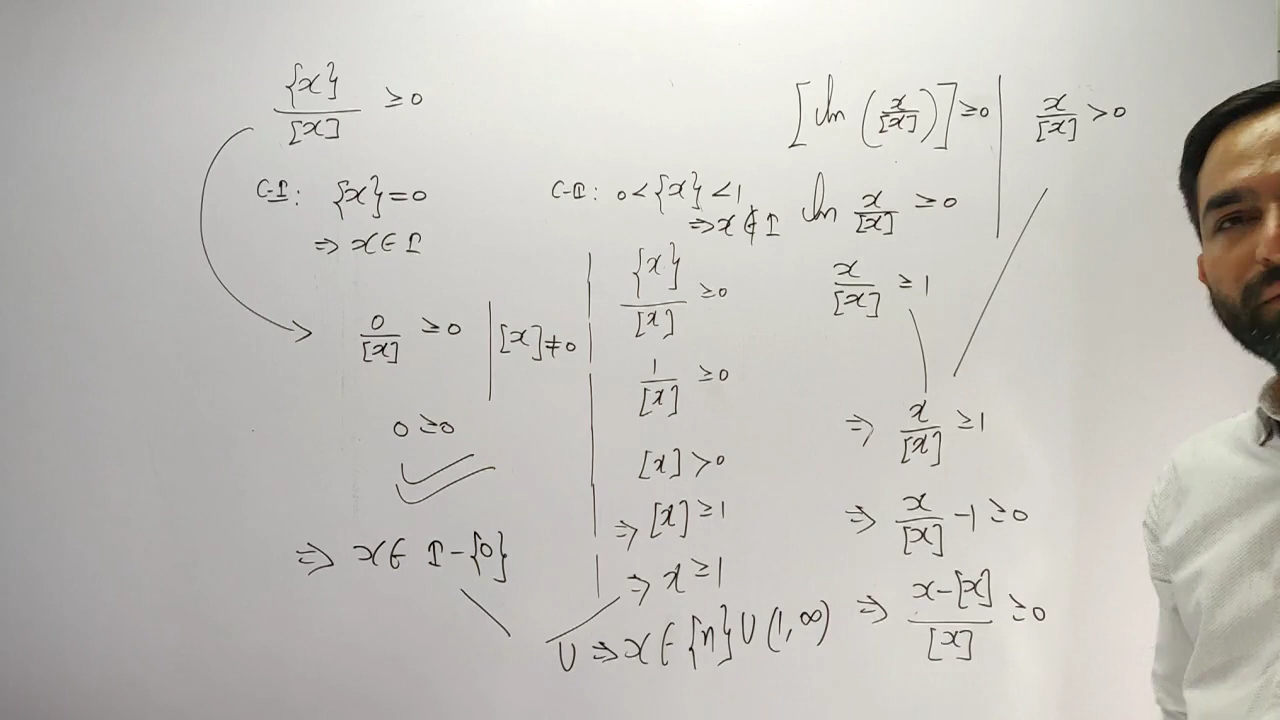 {x}/[x] ≥0
C-I: {x}=0
⇒ x∈ I
0/[x] ≥0 | [x]≠0
0 ≥0
⇒ x∈ I-{0}
C-II: 0<{x}<1
⇒x∉ I
{x}/[x] ≥0
1/[x] ≥0
[x]>0
⇒ [x]≥1
⇒ x≥1
∪ ⇒x∈{n}∪(1,∞)
[ln (x/[x])]≥0 | x/[x] >0
ln x/[x] ≥0
x/[x] ≥1
⇒ x/[x] ≥1
⇒ x/[x] -1≥0
⇒ x-[x]/[x] ≥0